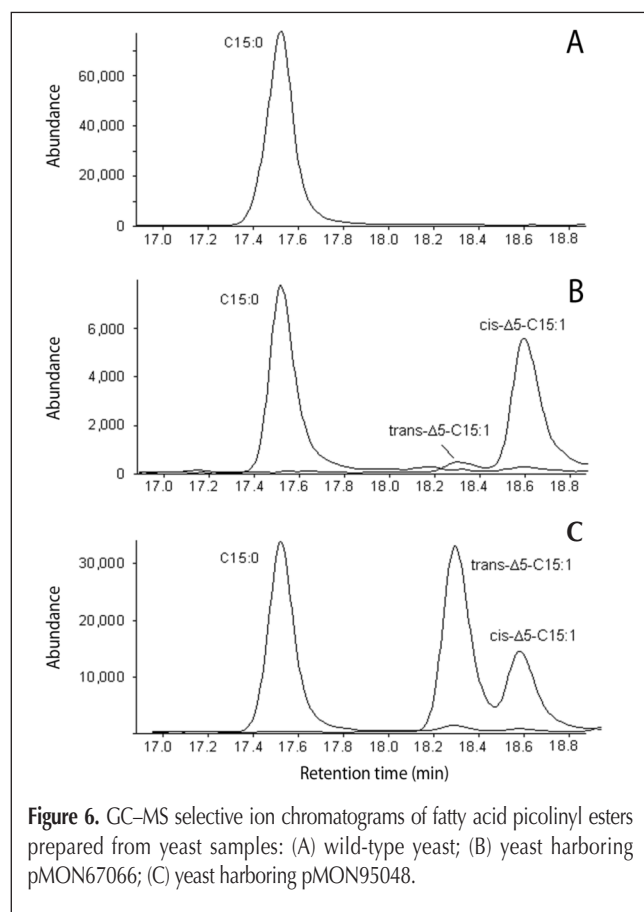 A
C15:0
Abundance
60,000
40,000
20,000
0
17.0 17.2 17.4 17.6 17.8 18.0 18.2 18.4 18.6 18.8
B
C15:0
cis-Δ5-C15:1
trans-Δ5-C15:1
Abundance
6,000
4,000
2,000
0
17.0 17.2 17.4 17.6 17.8 18.0 18.2 18.4 18.6 18.8
C
C15:0
trans-Δ5-C15:1
cis-Δ5-C15:1
Abundance
30,000
20,000
10,000
17.0 17.2 17.4 17.6 17.8 18.0 18.2 18.4 18.6 18.8
Retention time (min)
Figure 6. GC–MS selective ion chromatograms of fatty acid picolinyl esters
prepared from yeast samples: (A) wild-type yeast; (B) yeast harboring
pMON67066; (C) yeast harboring pMON95048.